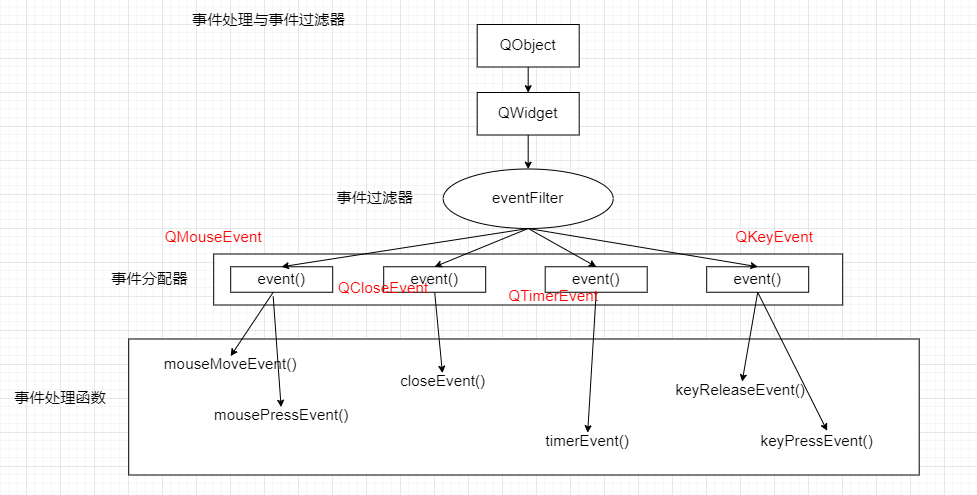 事件处理与事件过滤器
QObject
QWidget
事件过滤器
eventFilter
QMouseEvent
QKeyEvent
事件分配器
event()
event()
event()
event()
QCloseEvent
QTimerEvent
事件处理函数
mouseMoveEvent()
closeEvent()
keyReleaseEvent()
mousePressEvent()
timerEvent()
keyPressEvent()